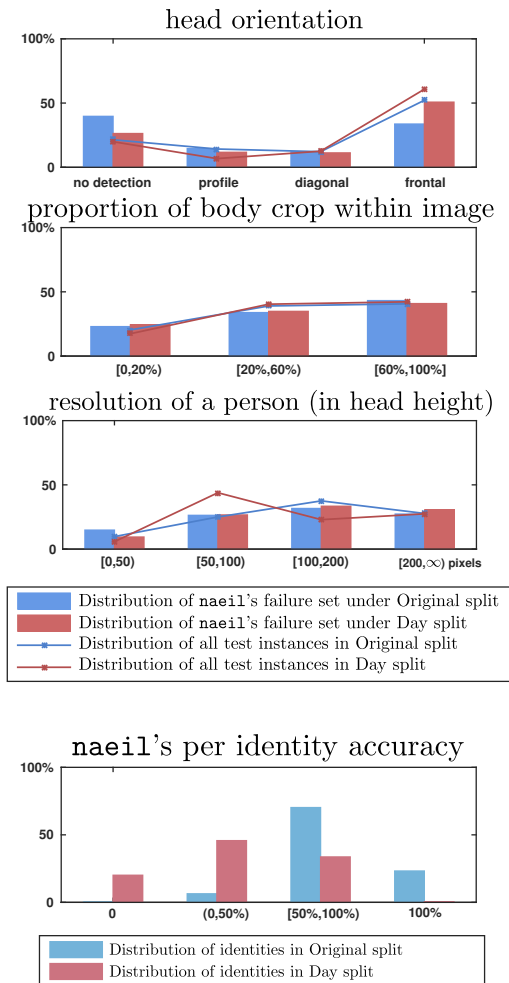 head orientation
100%
50
0
no detection profile diagonal frontal
proportion of body crop within image
100%
50
0
[0,20%) [20%,60%) [60%,100%]
resolution of a person (in head height)
100%
50
0
[0,50) [50,100) [100,200) [200,∞) pixels
Distribution of naeil's failure set under Original split
Distribution of naeil's failure set under Day split
Distribution of all test instances in Original split
Distribution of all test instances in Day split
naeil's per identity accuracy
100%
50
0
0 (0,50%) [50%,100%) 100%
Distribution of identities in Original split
Distribution of identities in Day split